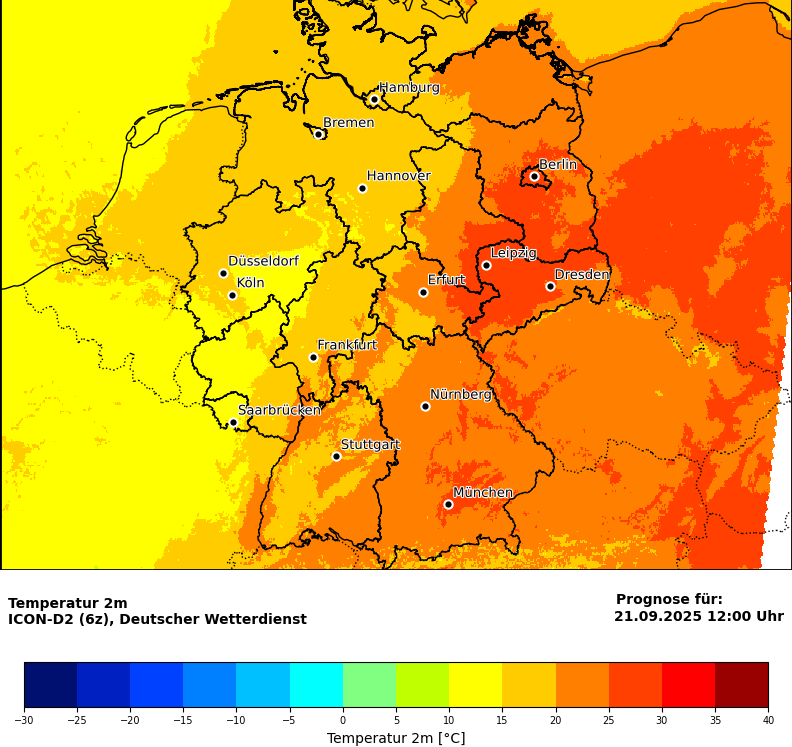 Hamburg
Bremen
Berlin
Hannover
Leipzig
Düsseldorf
Dresden
Köln
Erfurt
Frankfurt
Nürnberg
Saarbrücken
Stuttgart
München
Temperatur 2m
ICON-D2 (6z), Deutscher Wetterdienst
Prognose für:
21.09.2025 12:00 Uhr
−30 −25 −20 −15 −10 −5 0 5 10 15 20 25 30 35 40
Temperatur 2m [°C]